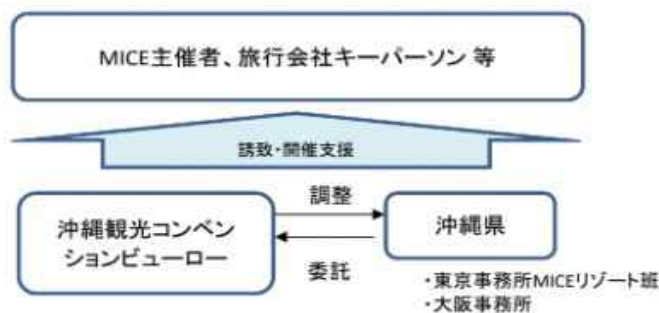 MICE主催者、旅行会社キーパーソン 等
誘致・開催支援
沖縄観光コンベン
ションビューロー
調整
委託
沖縄県
・東京事務所MICEリゾート班
・大阪事務所